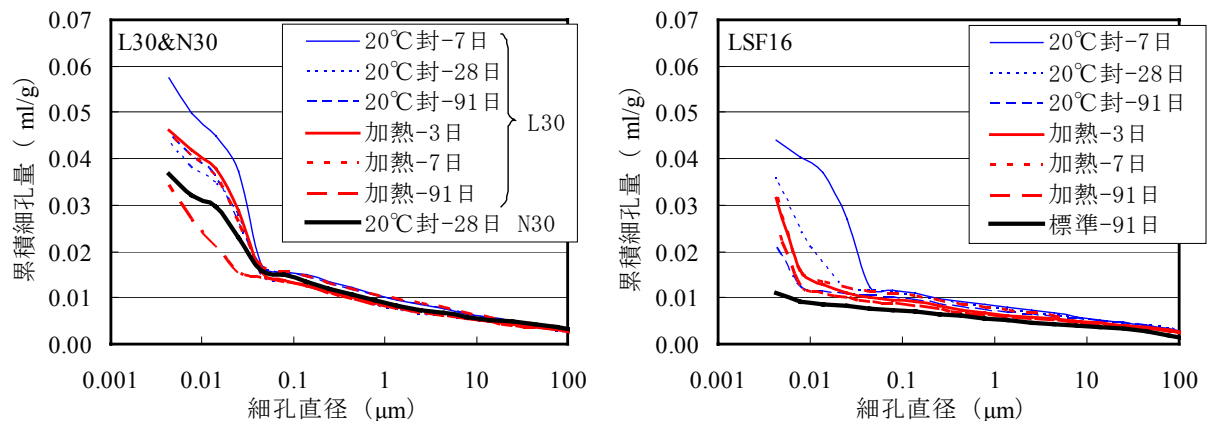 L30&N30
累積細孔量 ( ml/g)
0.07
0.06
0.05
0.04
0.03
0.02
0.01
0.00
20℃封-7日
20℃封-28日
20℃封-91日
加熱-3日
加熱-7日
加熱-91日
L30
20℃封-28日 N30
0.001 0.01 0.1 1 10 100
細孔直径 (μm)
LSF16
累積細孔量 ( ml/g)
0.07
0.06
0.05
0.04
0.03
0.02
0.01
0.00
20℃封-7日
20℃封-28日
20℃封-91日
加熱-3日
加熱-7日
加熱-91日
標準-91日
0.001 0.01 0.1 1 10 100
細孔直径 (μm)